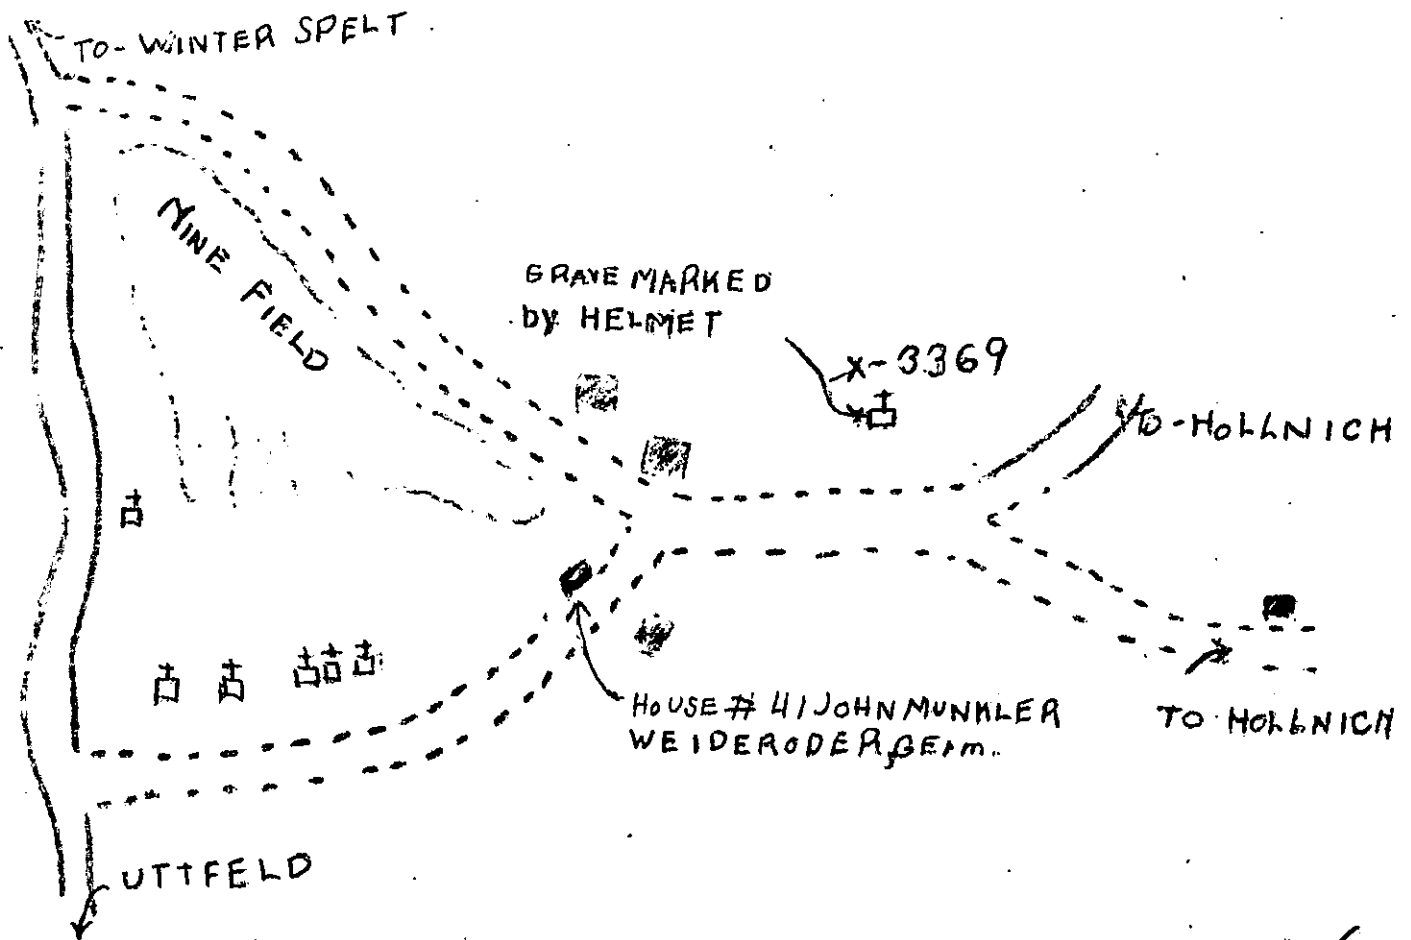 TO- WINTER SPELT
MINE FIELD
GRAVE MARKED
by HELMET
X- 3369
TO-HOLLNICH
HOUSE # 41 JOHN MUNKLER
WEIDERODER, GERM.
TO HOLLNICH
UTTFELD